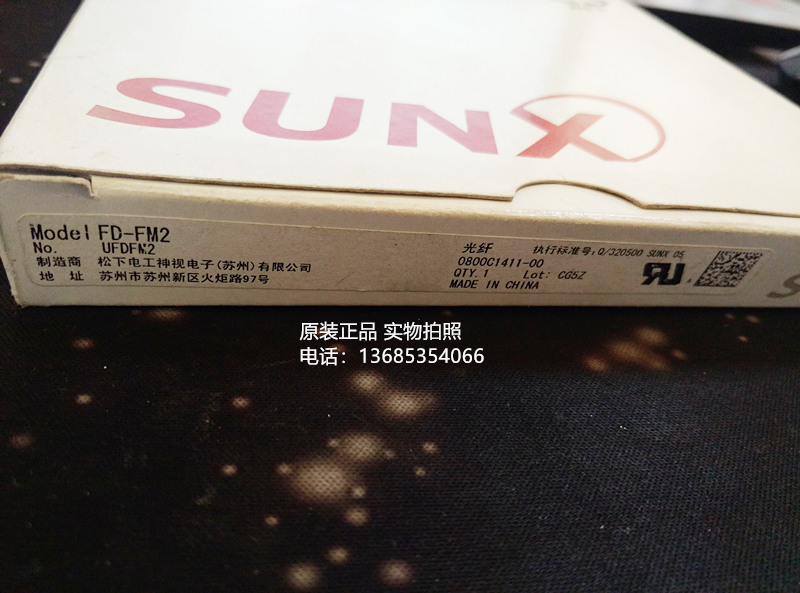 SUNX
Model FD-FM2
No. UFDFM2
制造商 松下电工神视电子(苏州)有限公司
地 址 苏州市苏州新区火炬路97号
光纤 执行标准号:Q/320500 SUNX 05
0800C1411-00
QTY.1 Lot: CG5Z
MADE IN CHINA
原装正品 实物拍照
电话：13685354066